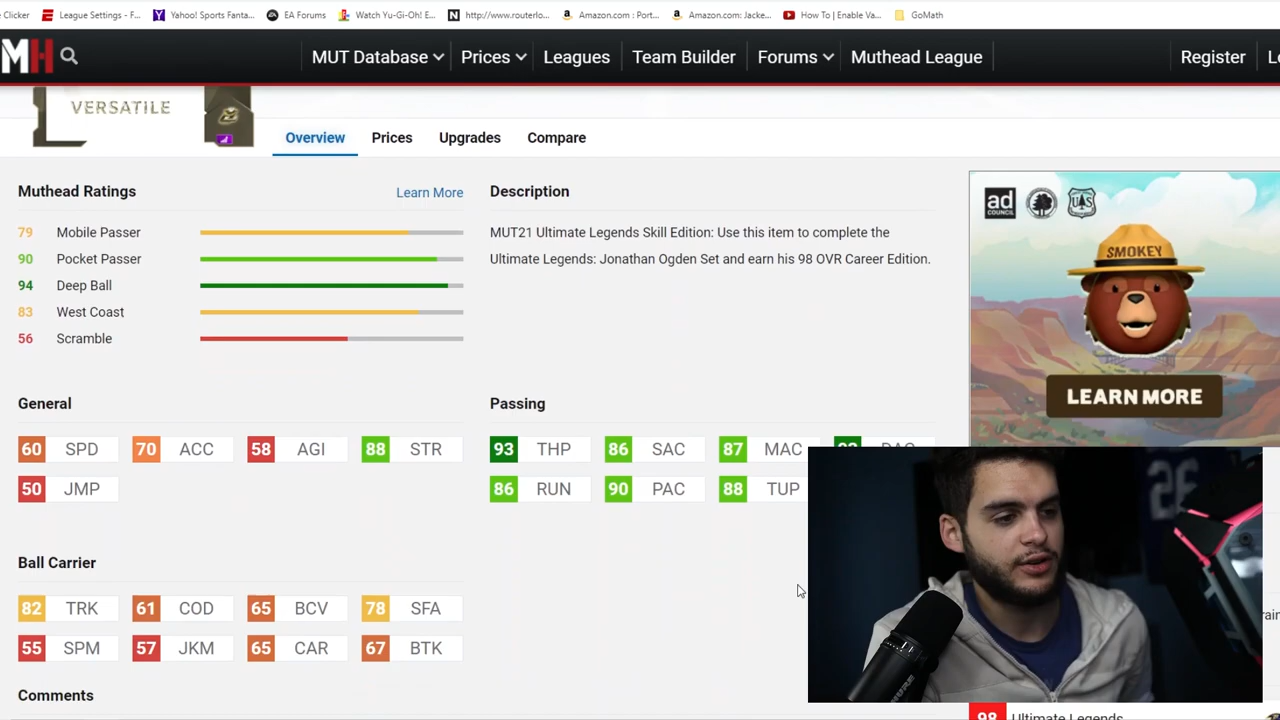 Clicker League Settings - F... Yahoo! Sports Fanta... EA Forums Watch Yu-Gi-Oh! E... http://www.routerlo... Amazon.com : Port... Amazon.com: Jacke... How To | Enable Va... GoMath
MH MUT Database Prices Leagues Team Builder Forums Muthead League Register
VERSATILE
Overview Prices Upgrades Compare
Muthead Ratings Learn More
79 Mobile Passer
90 Pocket Passer
94 Deep Ball
83 West Coast
56 Scramble
Description
MUT21 Ultimate Legends Skill Edition: Use this item to complete the
Ultimate Legends: Jonathan Ogden Set and earn his 98 OVR Career Edition.
ad
COUNCIL
SMOKEY
LEARN MORE
General
60 SPD 70 ACC 58 AGI 88 STR
50 JMP
Passing
93 THP 86 SAC 87 MAC
86 RUN 90 PAC 88 TUP
Ball Carrier
82 TRK 61 COD 65 BCV 78 SFA
55 SPM 57 JKM 65 CAR 67 BTK
Comments
26
98 Ultimate Legends